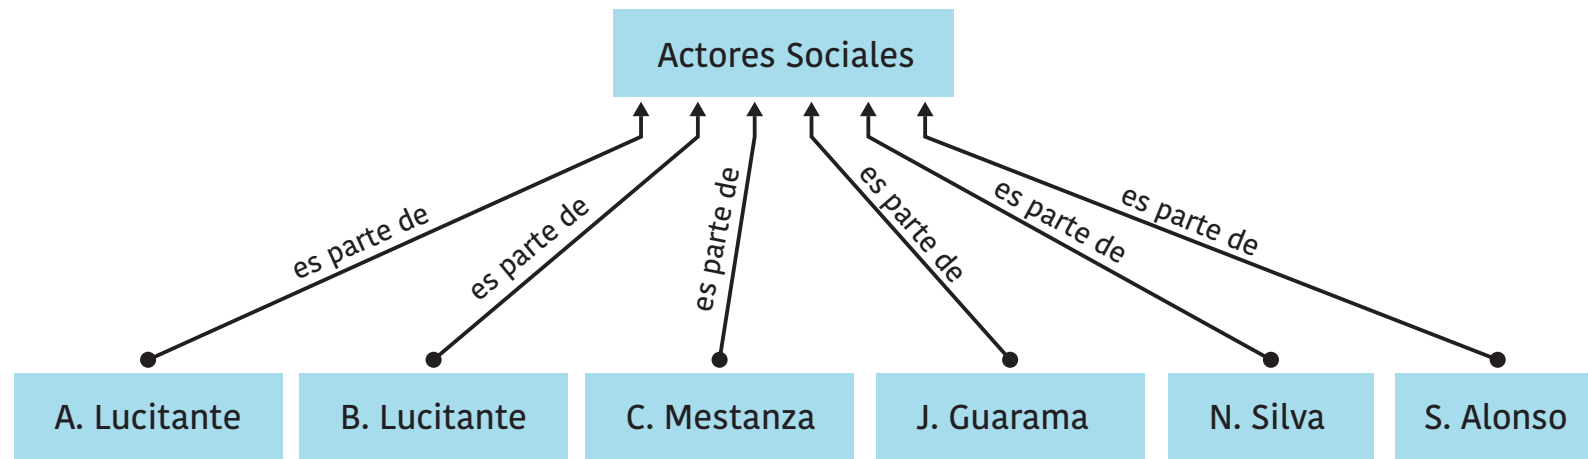 Actores Sociales
es parte de
es parte de
es parte de
es parte de
es parte de
es parte de
A. Lucitante
B. Lucitante
C. Mestanza
J. Guarama
N. Silva
S. Alonso